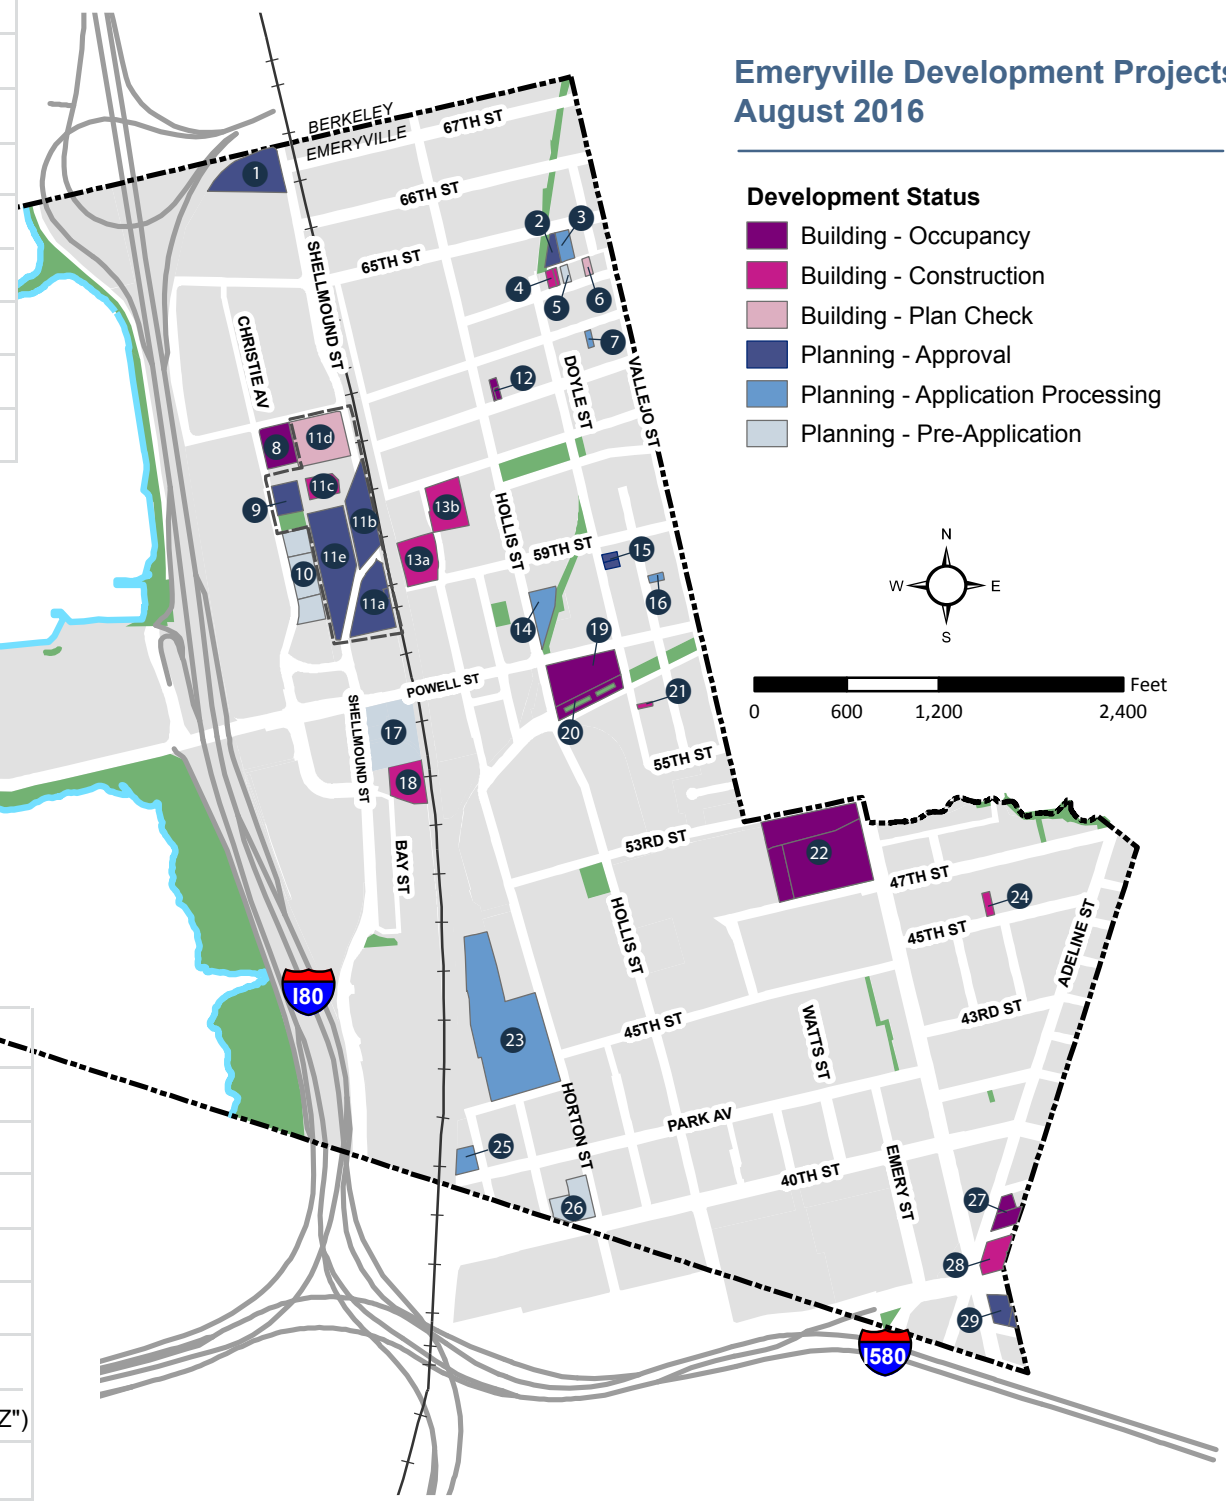 Emeryville Development Projects
August 2016
Development Status
Building - Occupancy
Building - Construction
Building - Plan Check
Planning - Approval
Planning - Application Processing
Planning - Pre-Application
N
W
E
S
Feet
0
600
1,200
2,400
BERKELEY
EMERYVILLE
67TH ST
66TH ST
65TH ST
SHELLMOUND ST
CHRISTIE AV
DOYLE ST
VALLEJO ST
HOLLIS ST
59TH ST
POWELL ST
SHELLMOUND ST
55TH ST
53RD ST
BAY ST
HOLLIS ST
47TH ST
45TH ST
ADELINE ST
43RD ST
45TH ST
WATTS ST
HORTON ST
PARK AV
40TH ST
EMERY ST
I80
I580
1
2
3
4
5
6
7
12
8
11d
11c
9
11b
11e
10
11a
13b
13a
15
16
14
19
20
21
17
18
22
24
23
25
26
27
28
29
Z")